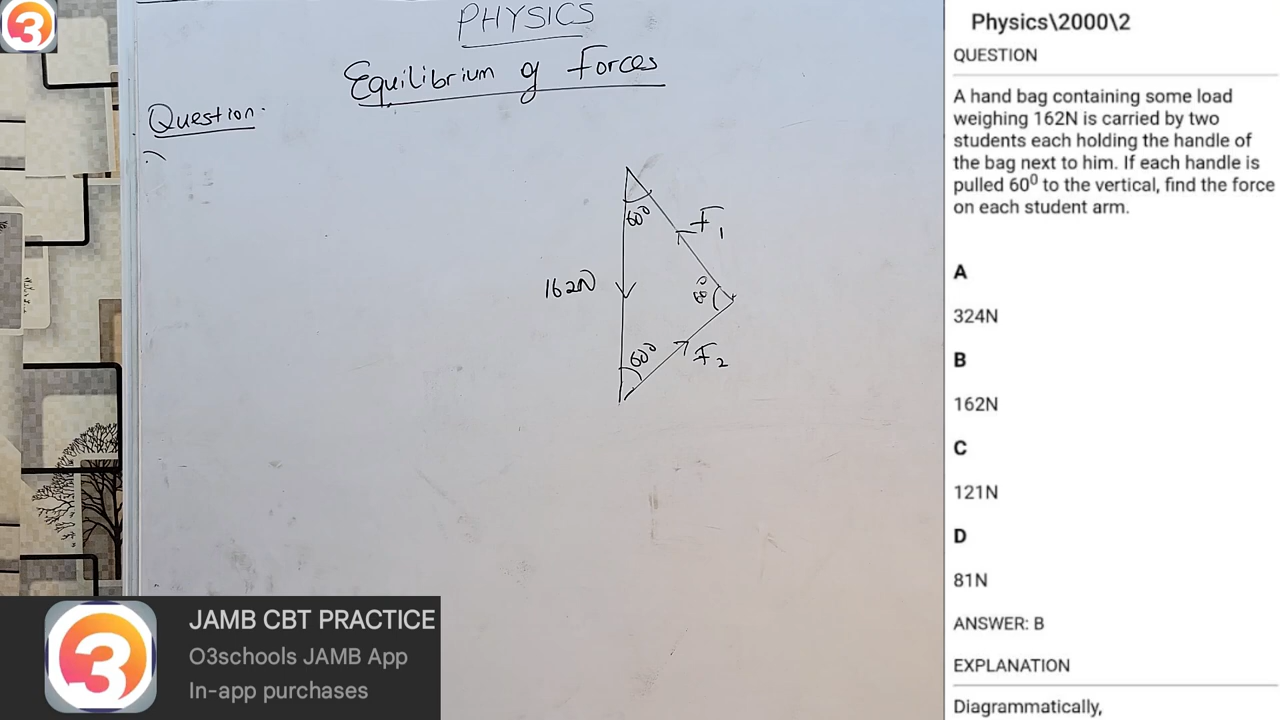 PHYSICS
Equilibrium of Forces
Question.
60°
F1
162N
60°
60°
F2
3
3
JAMB CBT PRACTICE
O3schools JAMB App
In-app purchases
Physics\2000\2
QUESTION
A hand bag containing some load
weighing 162N is carried by two
students each holding the handle of
the bag next to him. If each handle is
pulled 60⁰ to the vertical, find the force
on each student arm.
A
324N
B
162N
C
121N
D
81N
ANSWER: B
EXPLANATION
Diagrammatically,